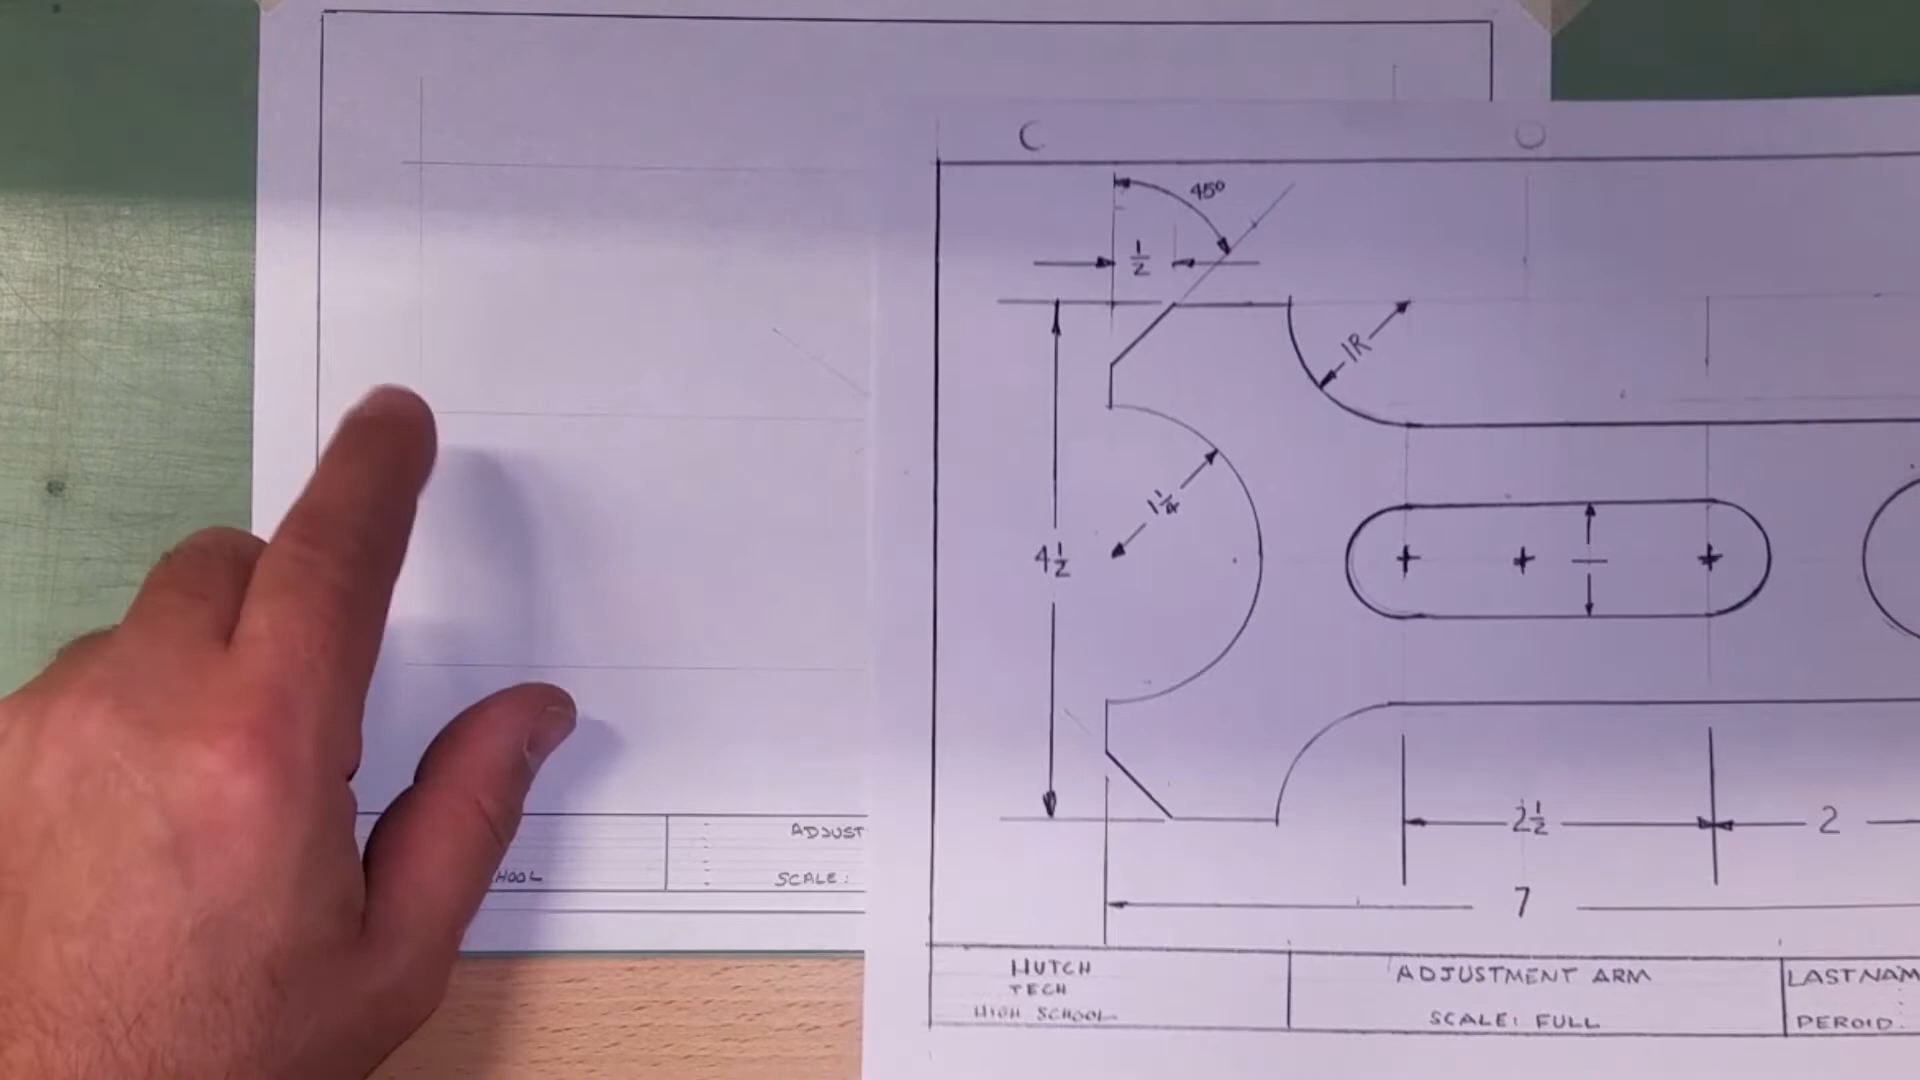 45°
1/2
1R
1 1/4
4 1/2
1
2 1/2
2
7
ADJUST
HOOL
SCALE:
HUTCH
TECH
HIGH SCHOOL
ADJUSTMENT ARM
SCALE: FULL
LASTNAM
PEROID: